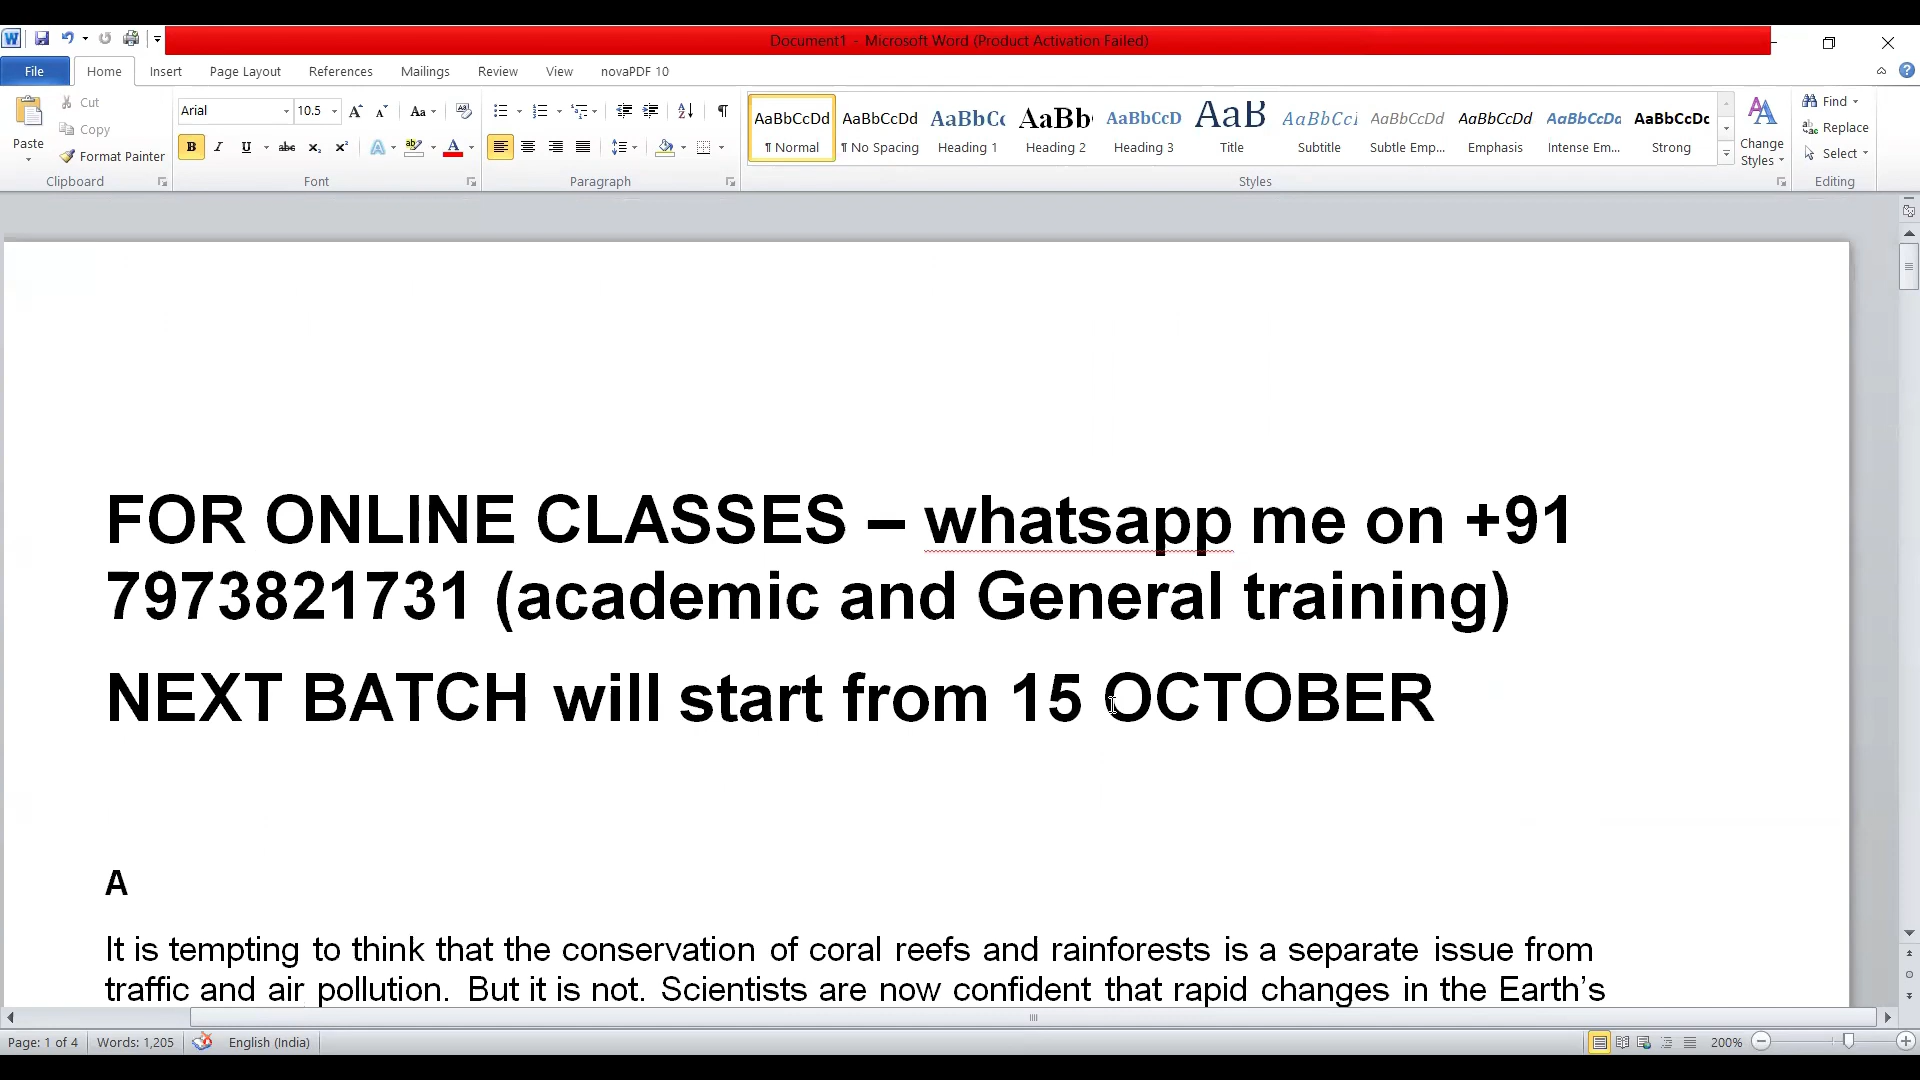 Document1 - Microsoft Word (Product Activation Failed)
File Home Insert Page Layout References Mailings Review View novaPDF 10
Paste
Cut
Copy
Format Painter
Clipboard
Arial 10.5
Font
Paragraph
AaBbCcDd AaBbCcDd AaBbCc AaBb AaBbCcD AaB AaBbCcI AaBbCcDd AaBbCcDd AaBbCcDd AaBbCcDc
¶ Normal ¶ No Spacing Heading 1 Heading 2 Heading 3 Title Subtitle Subtle Emp... Emphasis Intense Em... Strong
Styles
Change
Styles
Find
Replace
Select
Editing
FOR ONLINE CLASSES – whatsapp me on +91
7973821731 (academic and General training)
NEXT BATCH will start from 15 OCTOBER
A
It is tempting to think that the conservation of coral reefs and rainforests is a separate issue from
traffic and air pollution. But it is not. Scientists are now confident that rapid changes in the Earth’s
Page: 1 of 4 Words: 1,205 English (India) 200%